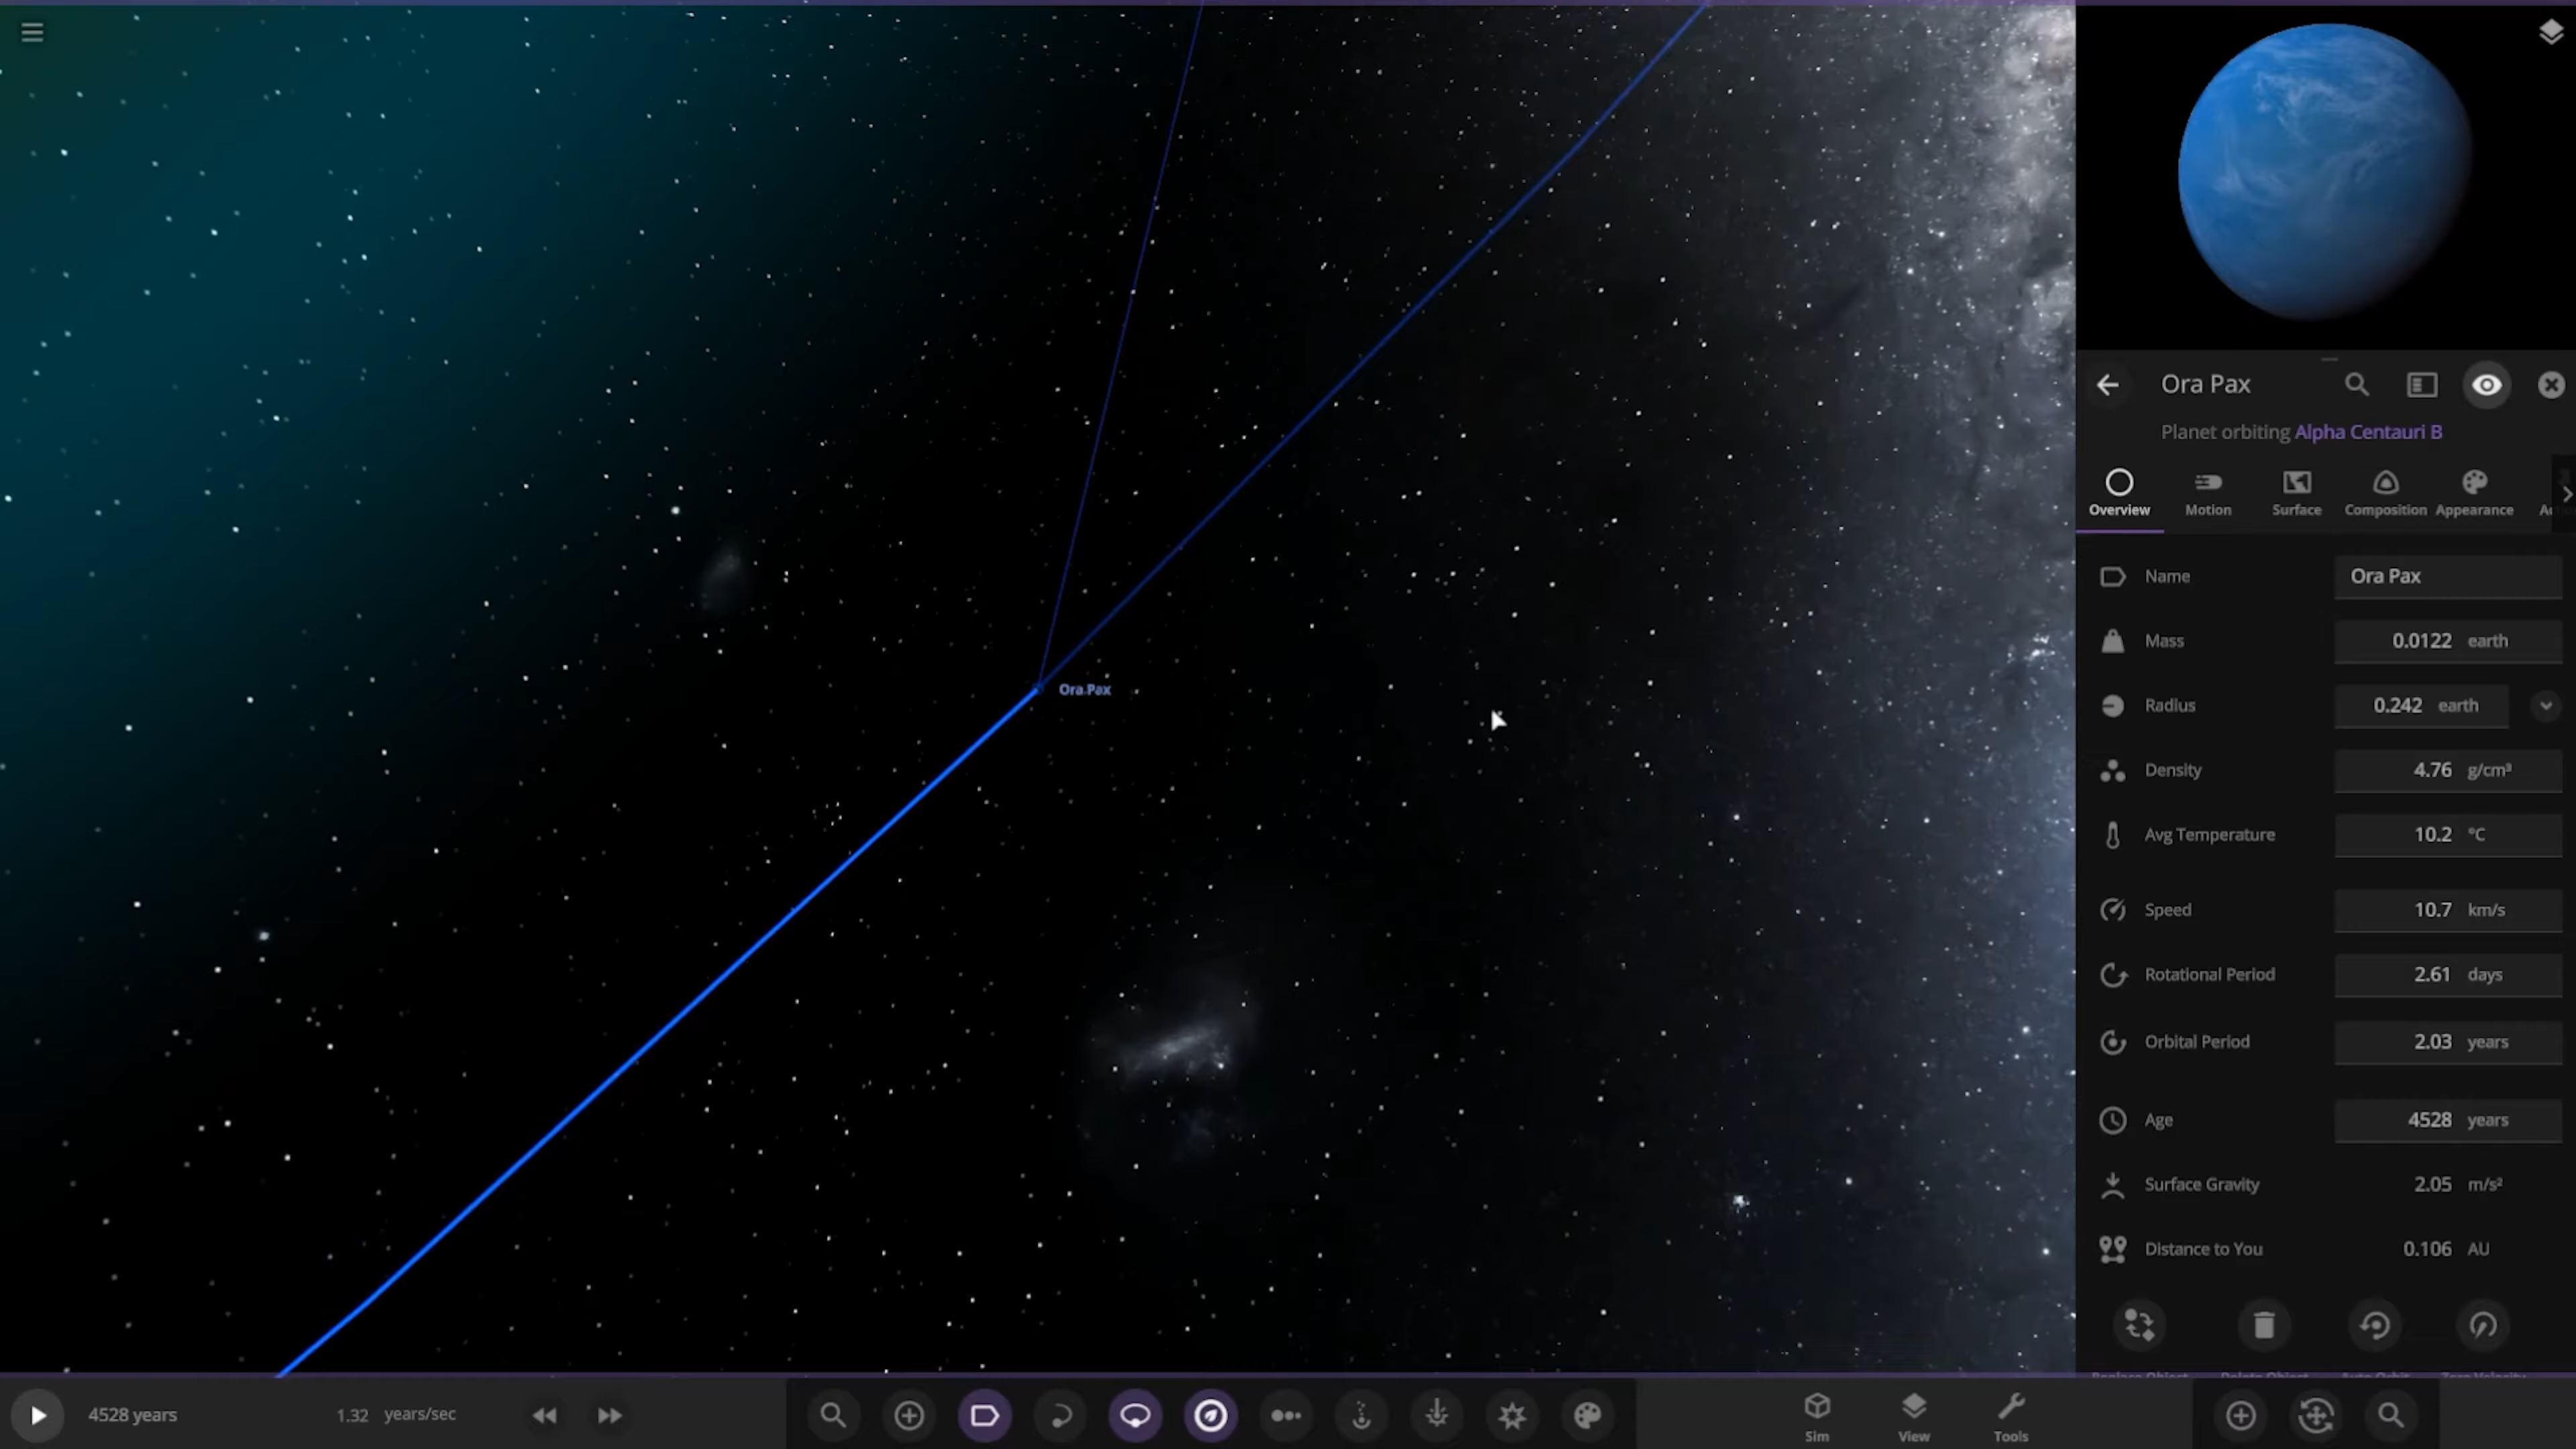 Ora Pax
Planet orbiting Alpha Centauri B
Overview Motion Surface Composition Appearance
Name Ora Pax
Mass 0.0122 earth
Radius 0.242 earth
Density 4.76 g/cm³
Avg Temperature 10.2 °C
Speed 10.7 km/s
Rotational Period 2.61 days
Orbital Period 2.03 years
Age 4528 years
Surface Gravity 2.05 m/s²
Distance to You 0.106 AU
Ora Pax
4528 years 1.32 years/sec
Sim View Tools